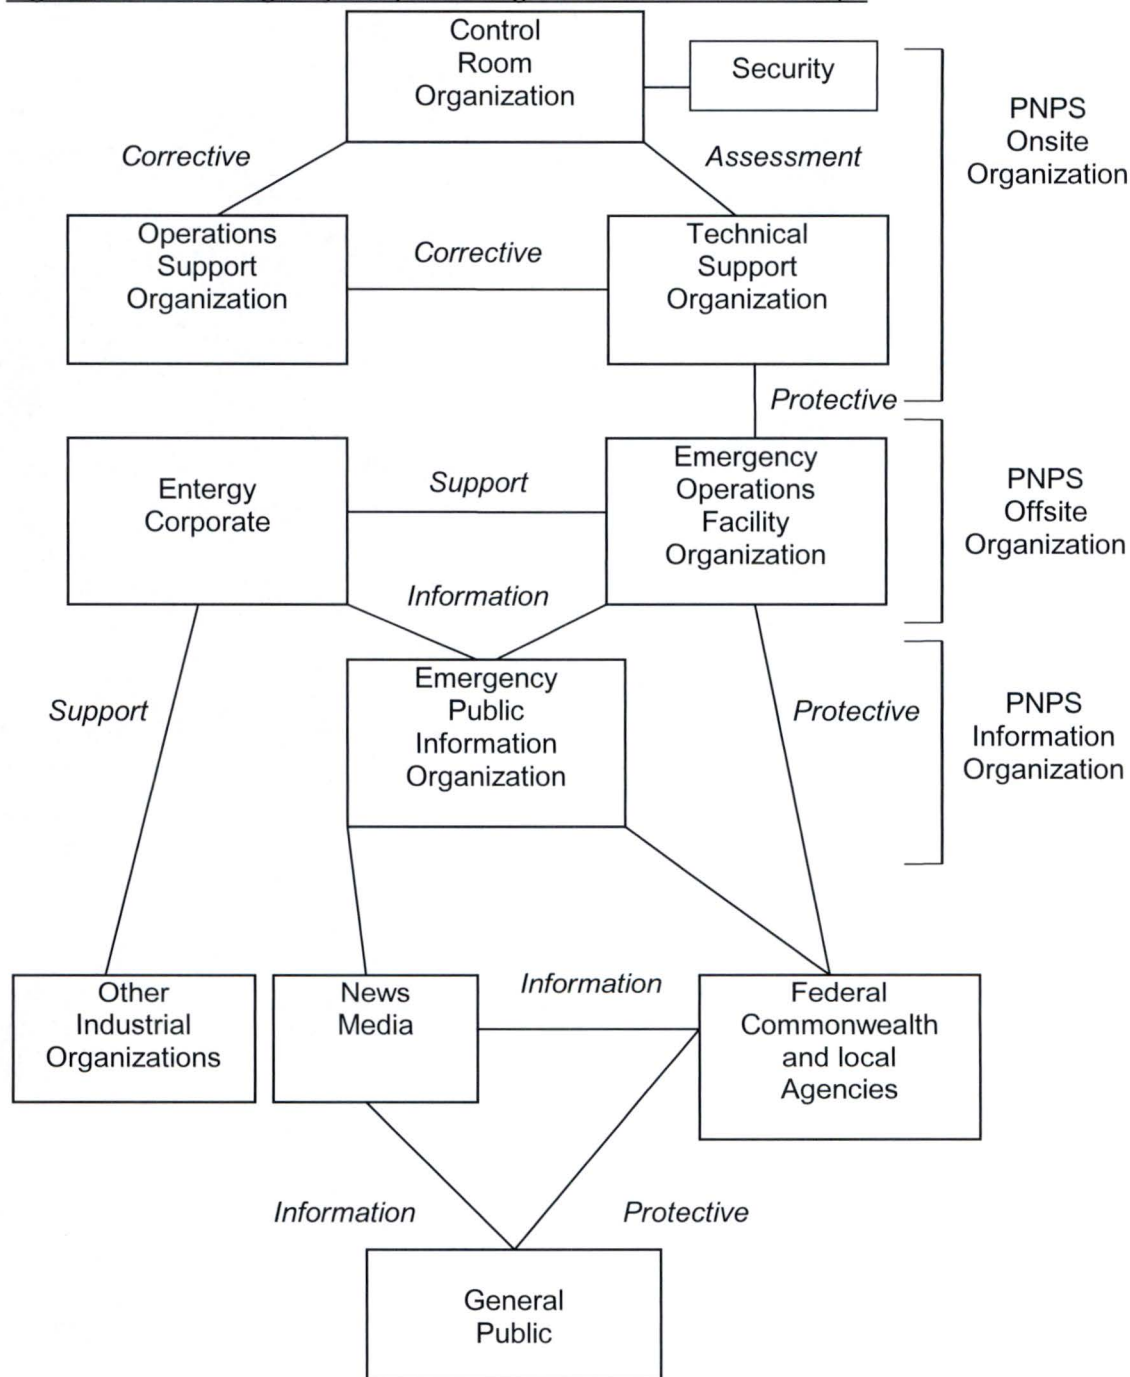 Control
Room
Organization
Security
PNPS
Onsite
Organization
Corrective
Assessment
Operations
Support
Organization
Corrective
Technical
Support
Organization
Protective
Entergy
Corporate
Support
Emergency
Operations
Facility
Organization
PNPS
Offsite
Organization
Information
Support
Emergency
Public
Information
Organization
Protective
PNPS
Information
Organization
Other
Industrial
Organizations
News
Media
Information
Federal
Commonwealth
and local
Agencies
Information
Protective
General
Public